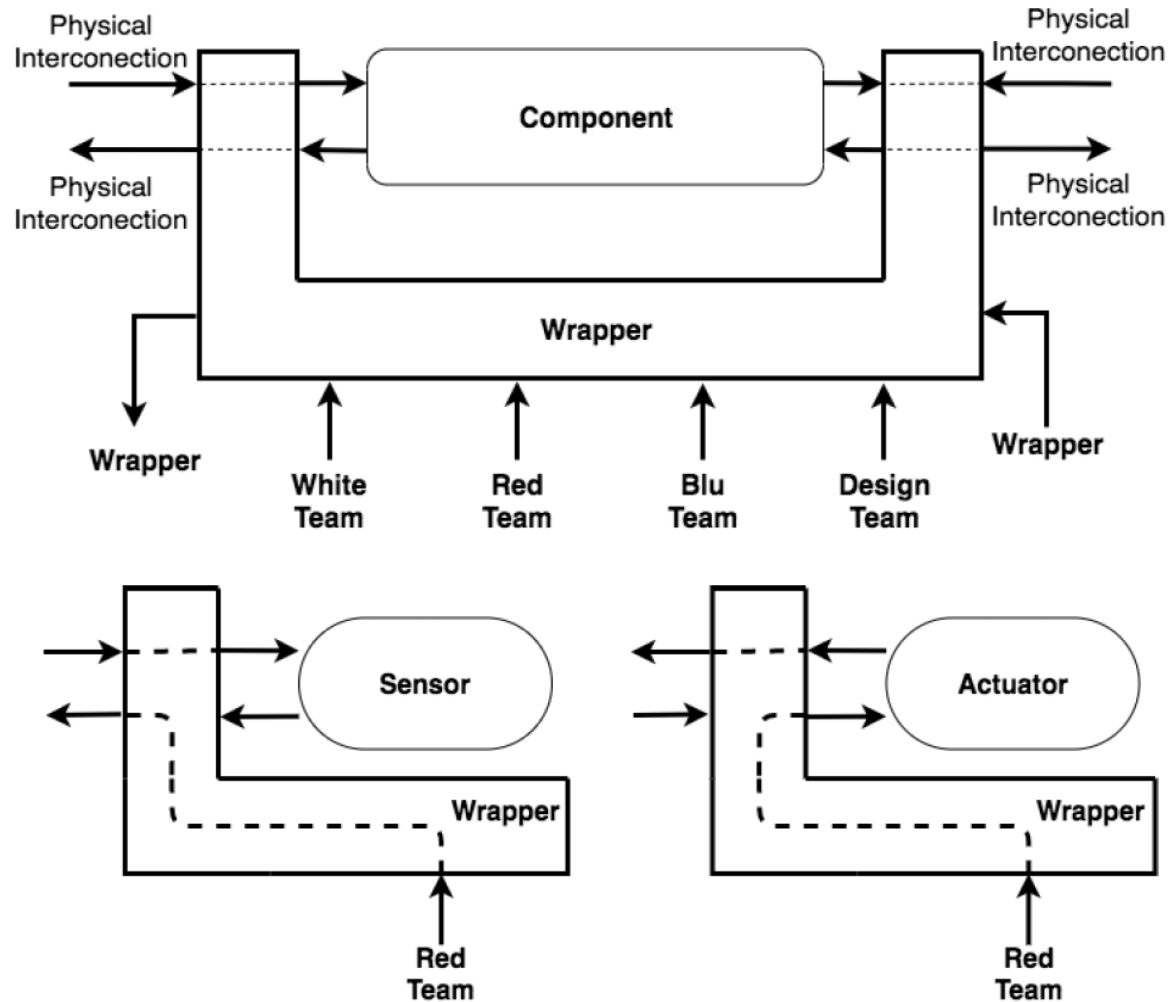 Physical
Interconection
Physical
Interconection
Component
Physical
Interconection
Physical
Interconection
Wrapper
Wrapper
Wrapper
White
Team
Red
Team
Blu
Team
Design
Team
Sensor
Wrapper
Red
Team
Actuator
Wrapper
Red
Team